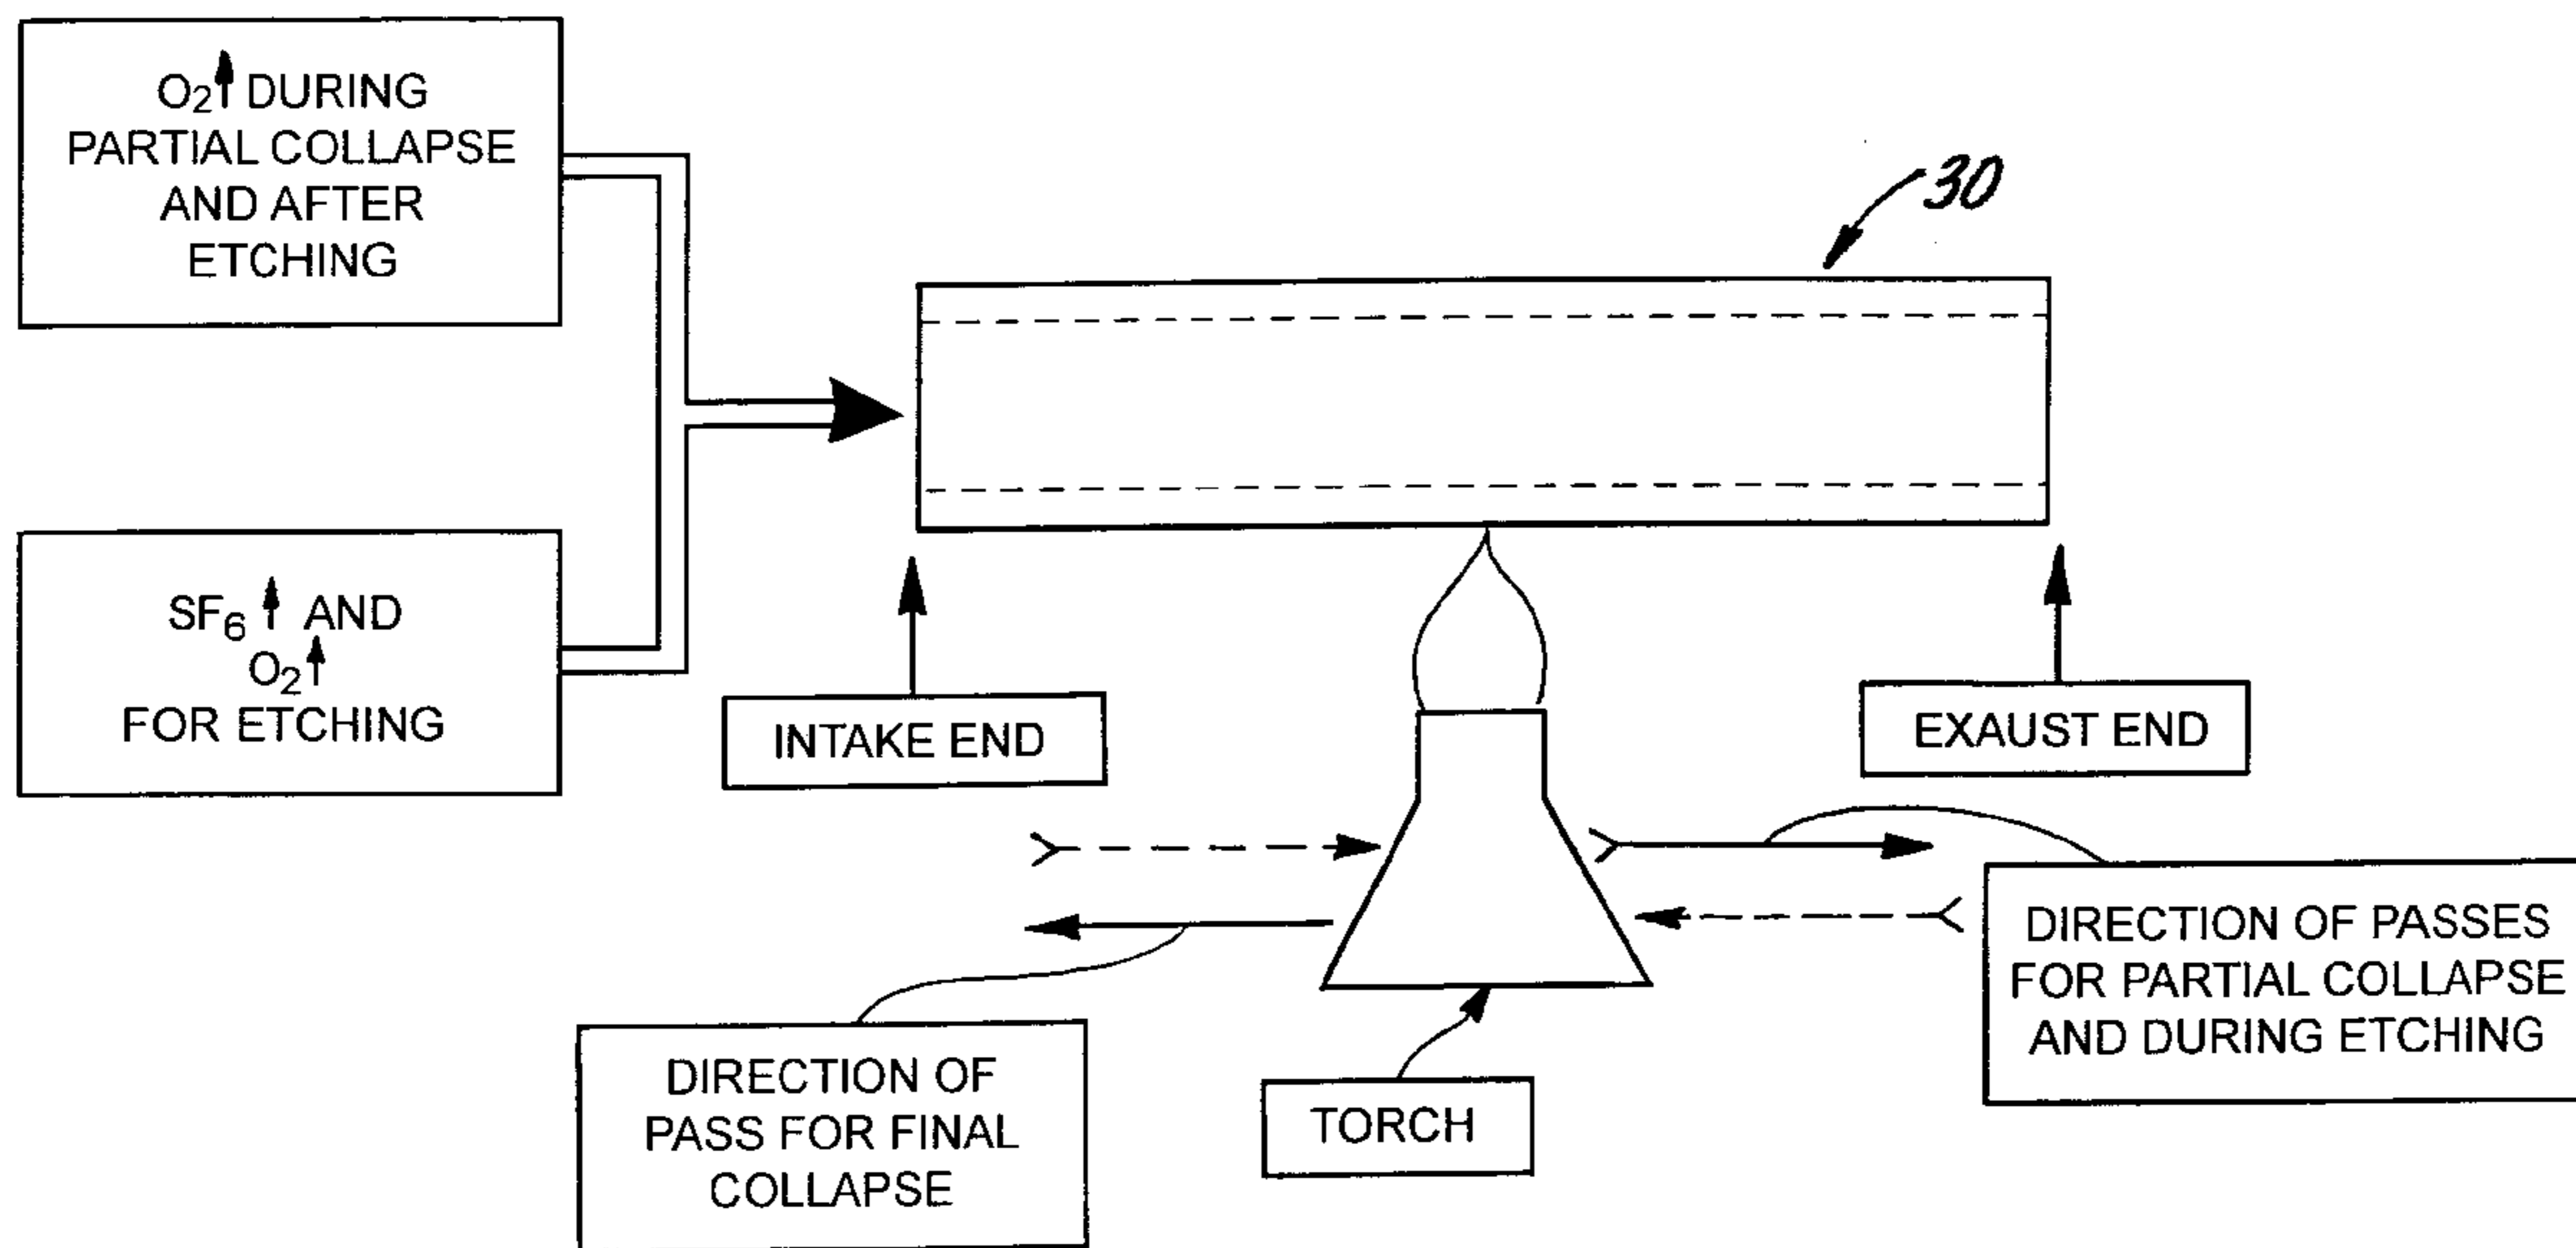 O₂↑ DURING
PARTIAL COLLAPSE
AND AFTER
ETCHING
30
SF₆↑ AND
O₂↑
FOR ETCHING
INTAKE END
EXAUST END
DIRECTION OF PASSES
FOR PARTIAL COLLAPSE
AND DURING ETCHING
DIRECTION OF
PASS FOR FINAL
COLLAPSE
TORCH